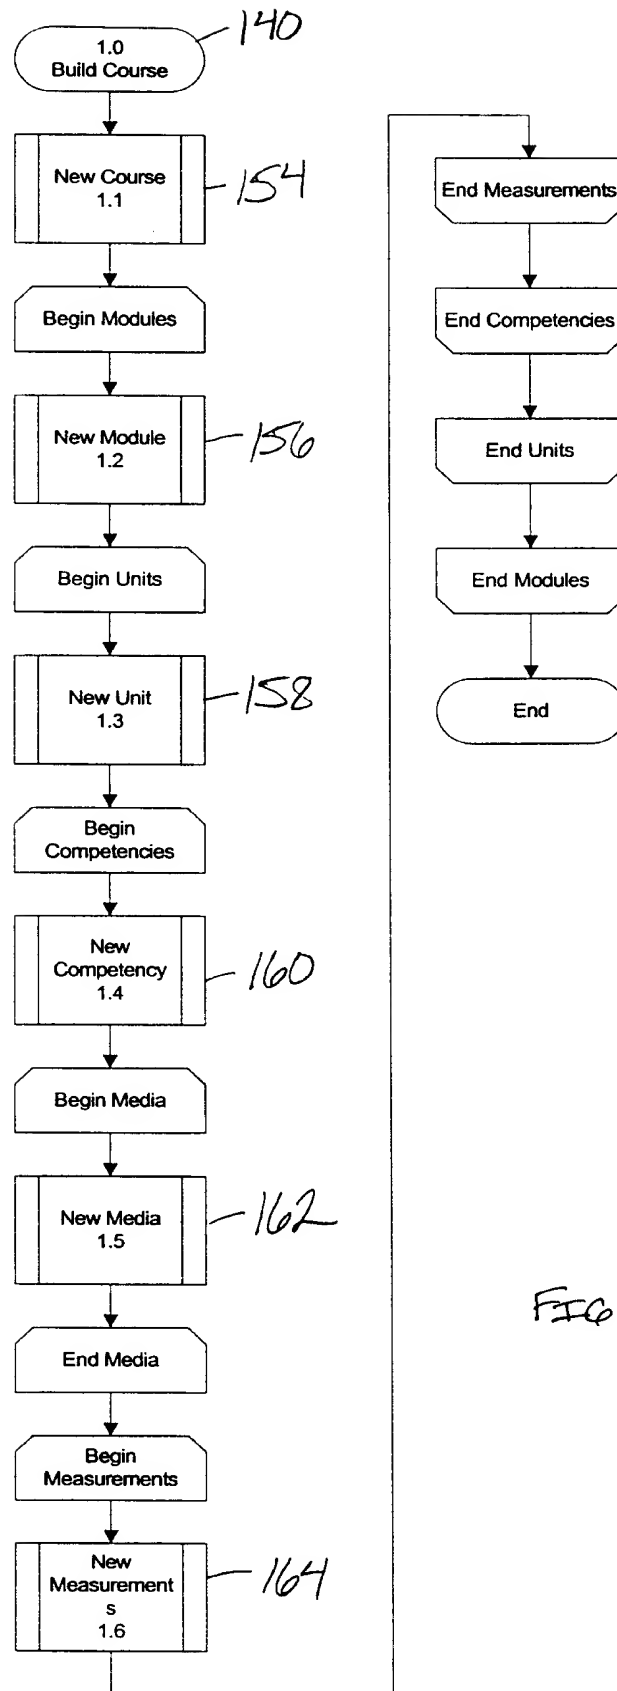 140
1.0
Build Course
New Course
1.1
154
Begin Modules
New Module
1.2
156
Begin Units
New Unit
1.3
158
Begin
Competencies
New
Competency
1.4
160
Begin Media
New Media
1.5
162
End Media
Begin
Measurements
New
Measurement
s
1.6
164
End Measurements
End Competencies
End Units
End Modules
End
FIG